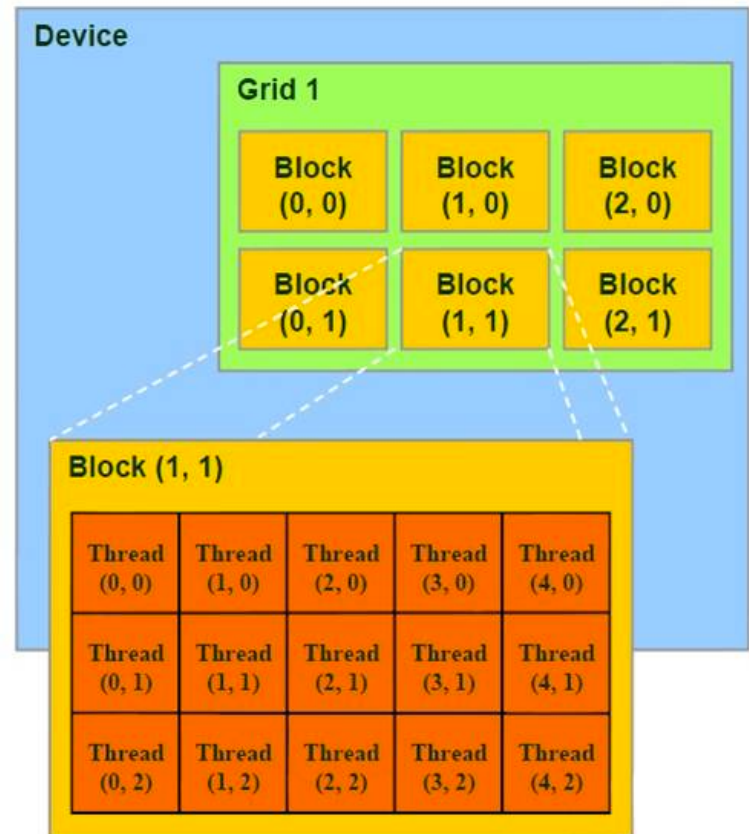 Device
Grid 1
Block Block Block
(0, 0) (1, 0) (2, 0)
Block Block Block
(0, 1) (1, 1) (2, 1)
Block (1, 1)
Thread Thread Thread Thread Thread
(0, 0) (1, 0) (2, 0) (3, 0) (4, 0)
Thread Thread Thread Thread Thread
(0, 1) (1, 1) (2, 1) (3, 1) (4, 1)
Thread Thread Thread Thread Thread
(0, 2) (1, 2) (2, 2) (3, 2) (4, 2)